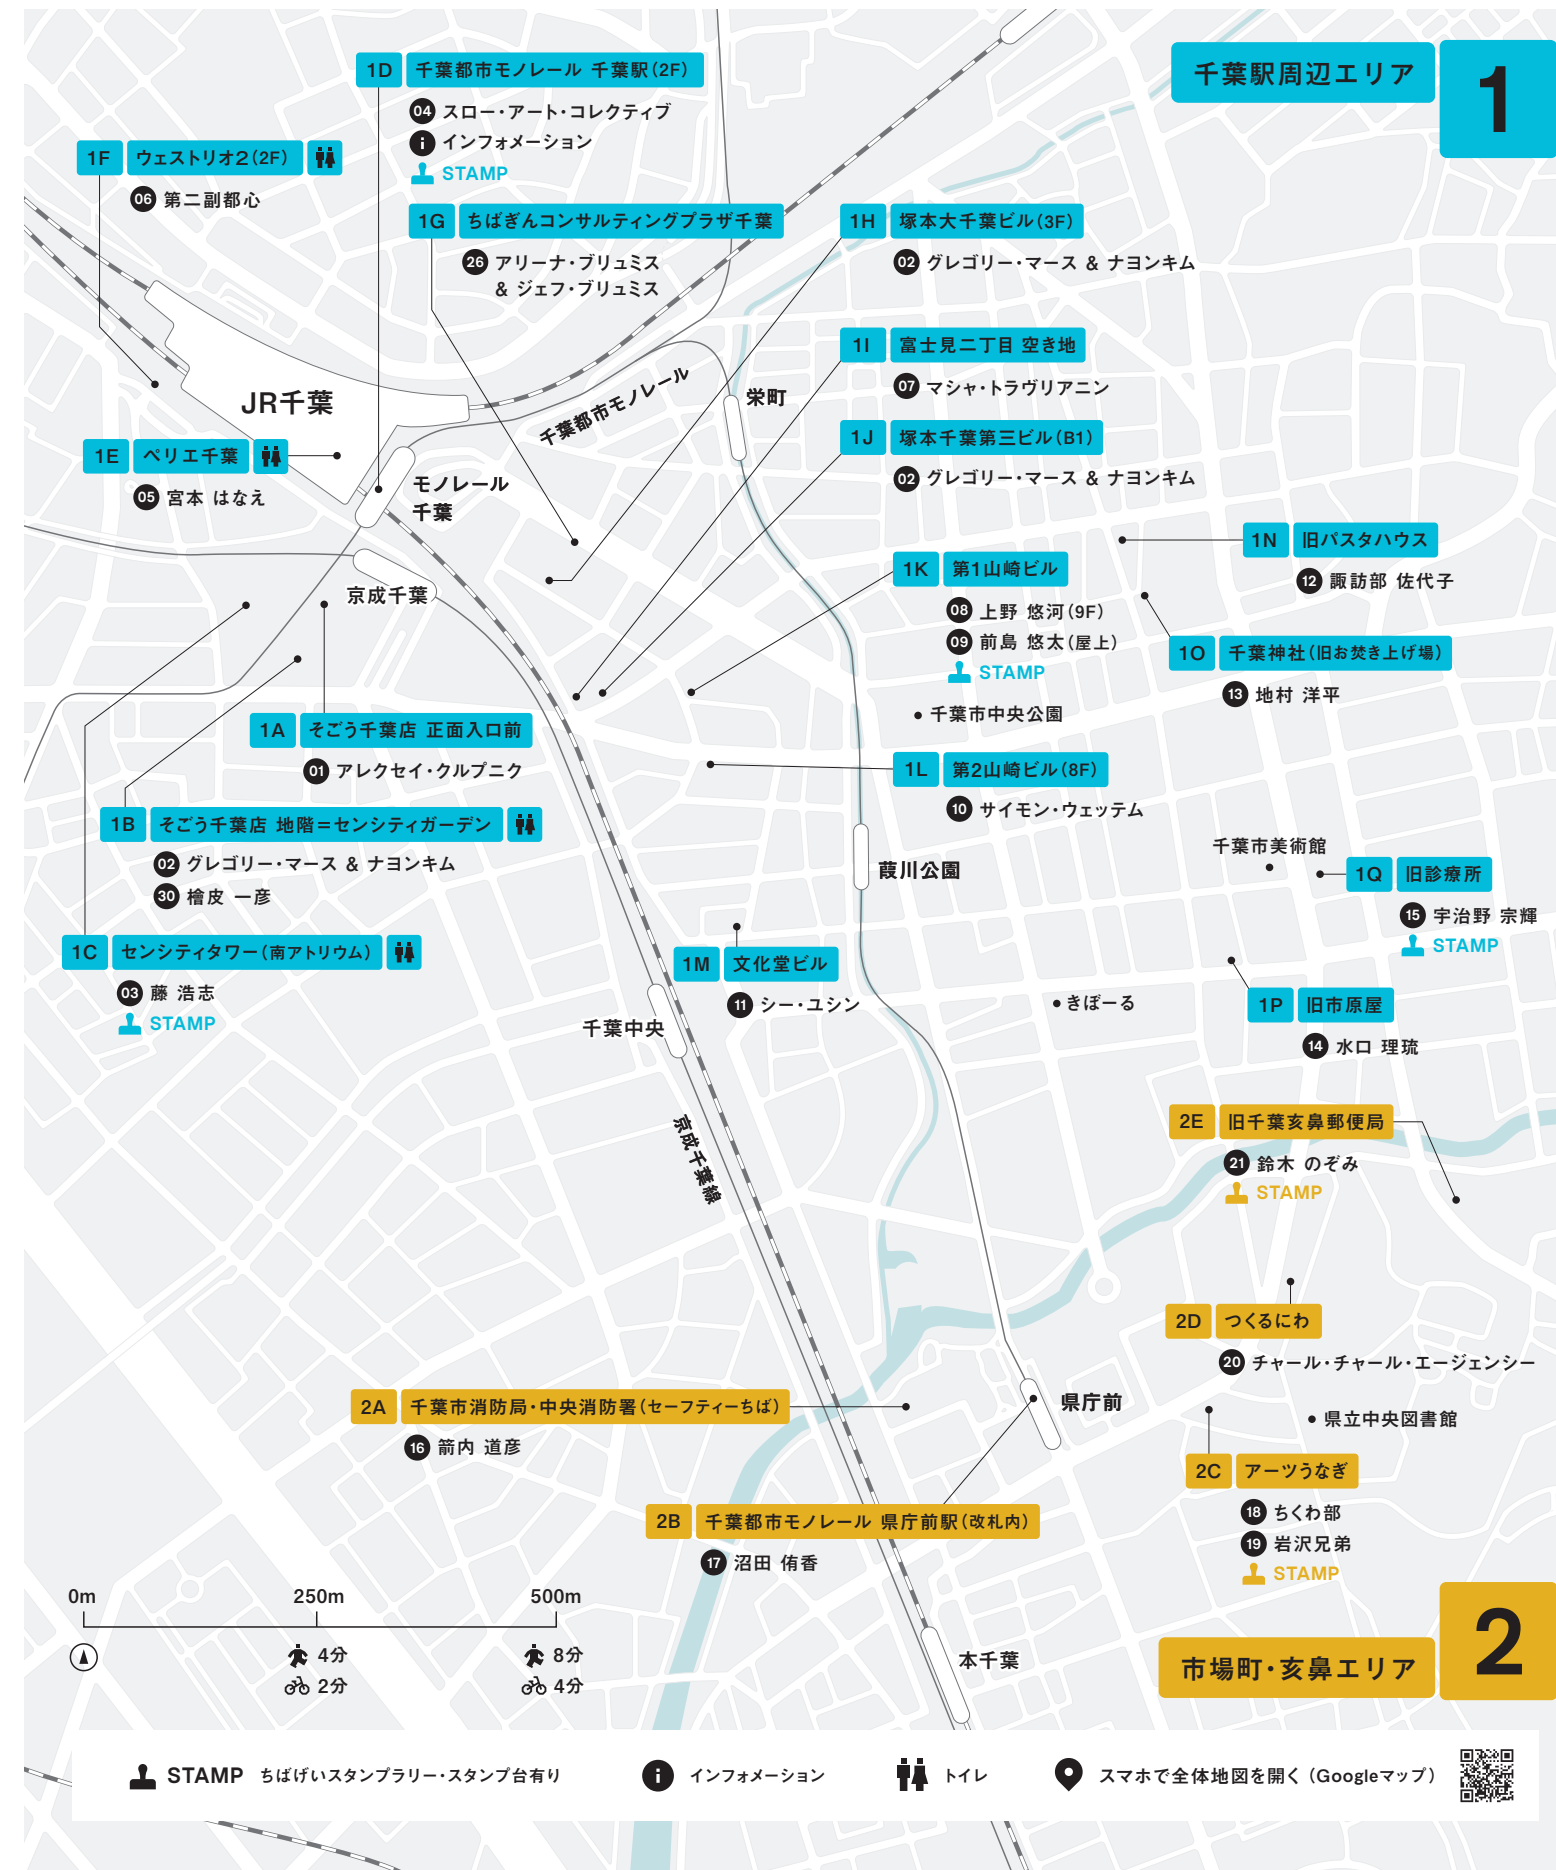 千葉駅周辺エリア
1
1D 千葉都市モノレール 千葉駅(2F)
04 スロー・アート・コレクティブ
i インフォメーション
STAMP
1F ウェストリオ2(2F)
06 第二副都心
1G ちばぎんコンサルティングプラザ千葉
26 アリーナ・ブリュミス
& ジェフ・ブリュミス
1H 塚本大千葉ビル(3F)
02 グレゴリー・マース & ナヨンキム
1I 富士見二丁目 空き地
07 マシャ・トラヴリアニン
1J 塚本千葉第三ビル(B1)
02 グレゴリー・マース & ナヨンキム
JR千葉
千葉都市モノレール
栄町
1E ペリエ千葉
05 宮本 はなえ
モノレール
千葉
京成千葉
1N 旧パスタハウス
12 諏訪部 佐代子
1K 第1山崎ビル
08 上野 悠河(9F)
09 前島 悠太(屋上)
STAMP
1O 千葉神社(旧お焚き上げ場)
13 地村 洋平
千葉市中央公園
1A そごう千葉店 正面入口前
01 アレクセイ・クルプニク
1L 第2山崎ビル(8F)
10 サイモン・ウェッテム
1B そごう千葉店 地階=センシティガーデン
02 グレゴリー・マース & ナヨンキム
30 檜皮 一彦
葭川公園
千葉市美術館
1Q 旧診療所
15 宇治野 宗輝
STAMP
1C センシティタワー(南アトリウム)
03 藤 浩志
STAMP
1M 文化堂ビル
11 シー・ユシン
千葉中央
きぼーる
1P 旧市原屋
14 水口 理琉
京成千葉線
2E 旧千葉亥鼻郵便局
21 鈴木 のぞみ
STAMP
2D つくるにわ
20 チャール・チャール・エージェンシー
2A 千葉市消防局・中央消防署(セーフティーちば)
16 箭内 道彦
県庁前
県立中央図書館
2C アーツうなぎ
18 ちくわ部
19 岩沢兄弟
STAMP
2B 千葉都市モノレール 県庁前駅(改札内)
17 沼田 侑香
0m 250m 500m
4分 8分
2分 4分
本千葉
市場町・亥鼻エリア
2
STAMP ちばげいスタンプラリー・スタンプ台有り
i インフォメーション
トイレ
スマホで全体地図を開く(Googleマップ)